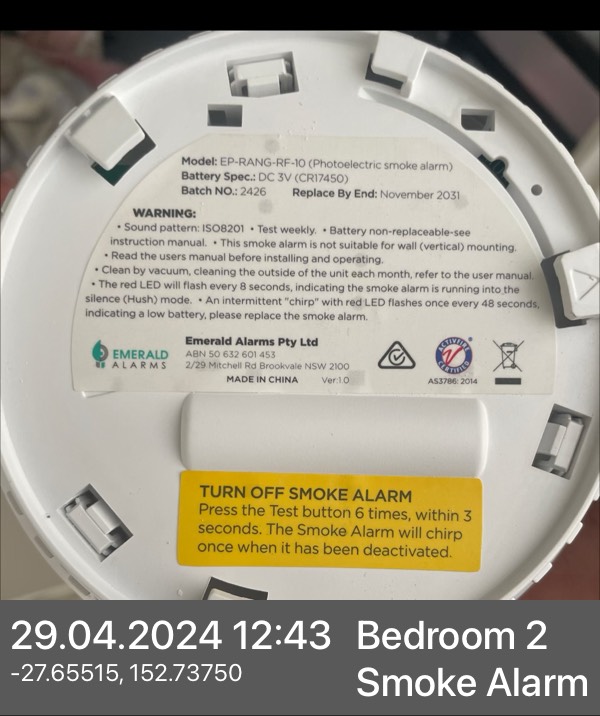 Model: EP-RANG-RF-10 (Photoelectric smoke alarm)
Battery Spec.: DC 3V (CR17450)
Batch NO.: 2426 Replace By End: November 2031
WARNING:
• Sound pattern: ISO8201 • Test weekly. • Battery non-replaceable-see
instruction manual. • This smoke alarm is not suitable for wall (vertical) mounting.
• Read the users manual before installing and operating.
• Clean by vacuum, cleaning the outside of the unit each month, refer to the user manual.
• The red LED will flash every 8 seconds, indicating the smoke alarm is running into the
silence (Hush) mode. • An intermittent "chirp" with red LED flashes once every 48 seconds,
indicating a low battery, please replace the smoke alarm.
EMERALD
ALARMS
Emerald Alarms Pty Ltd
ABN 50 632 601 453
2/29 Mitchell Rd Brookvale NSW 2100
MADE IN CHINA Ver:1.0
ACTIVFIRE
CERTIFIED
AS3786: 2014
TURN OFF SMOKE ALARM
Press the Test button 6 times, within 3
seconds. The Smoke Alarm will chirp
once when it has been deactivated.
29.04.2024 12:43
-27.65515, 152.73750
Bedroom 2
Smoke Alarm